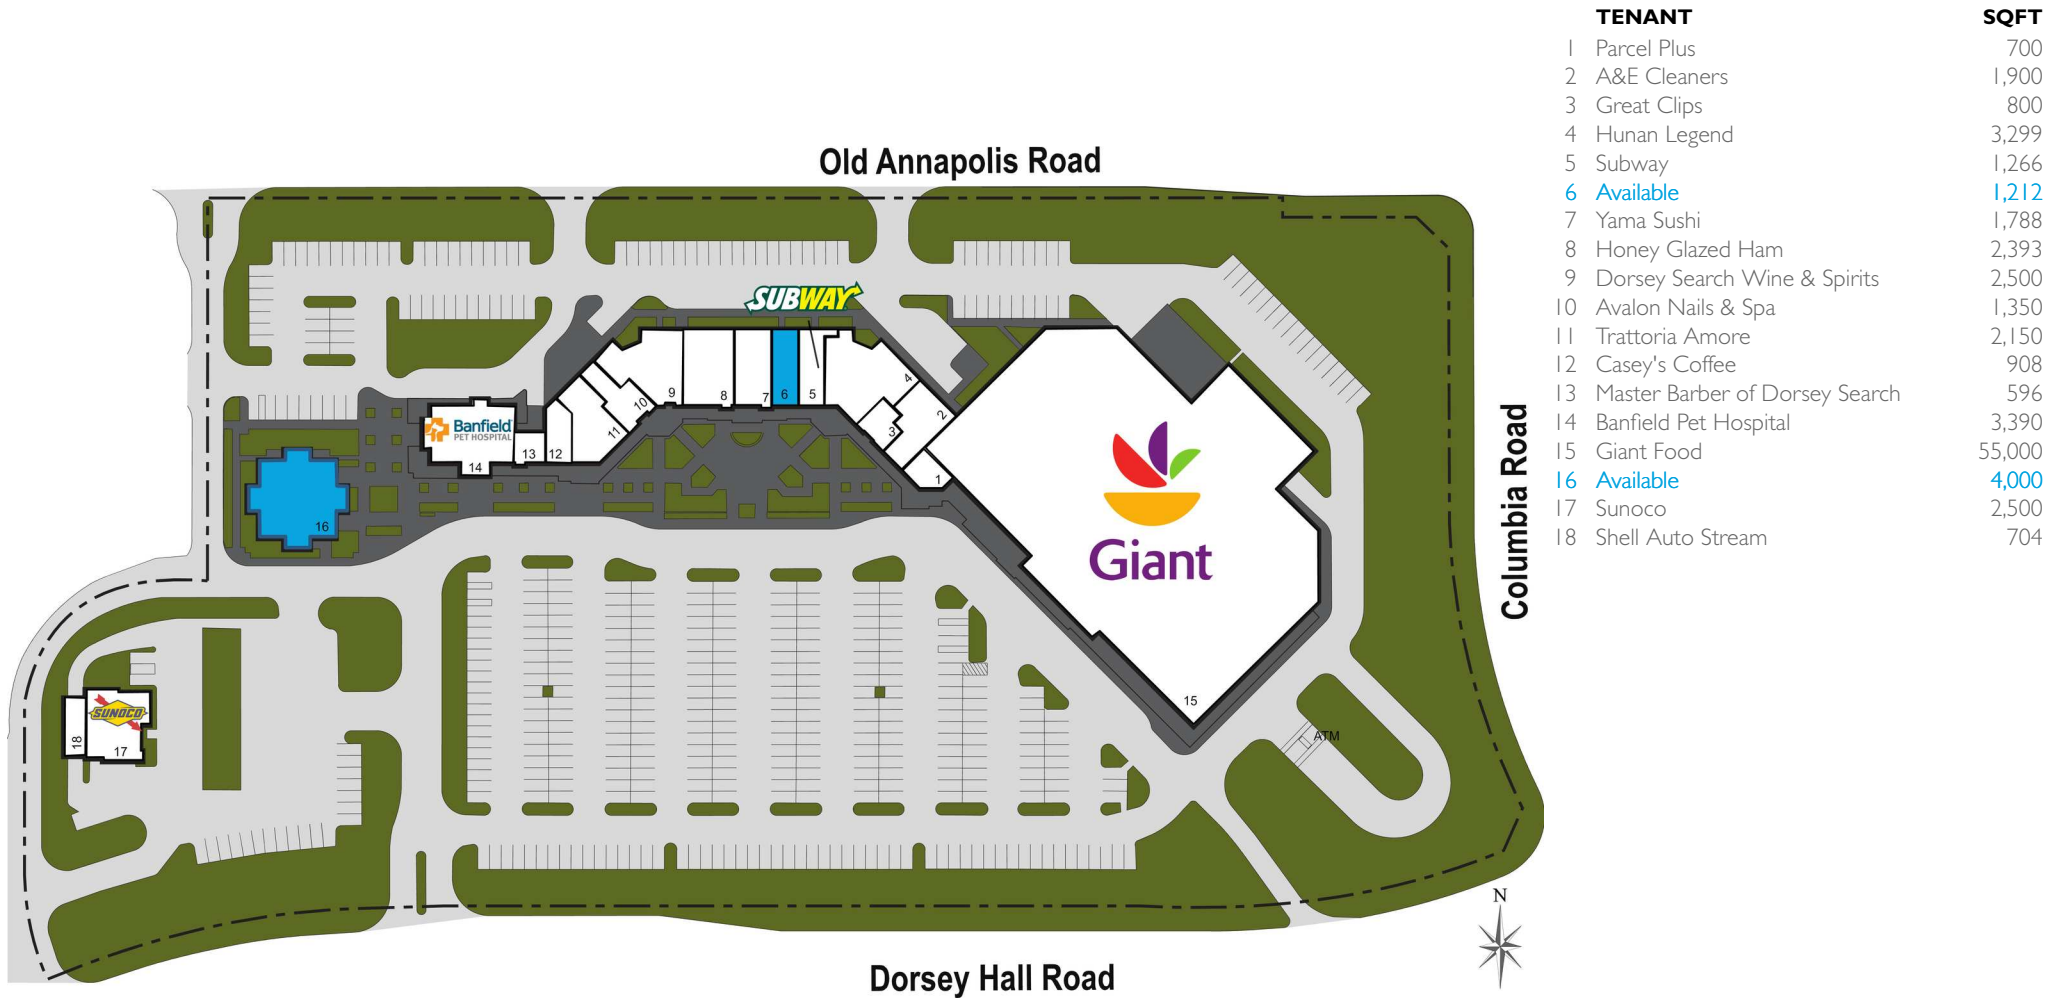 TENANT SQFT
1 Parcel Plus 700
2 A&E Cleaners 1,900
3 Great Clips 800
4 Hunan Legend 3,299
5 Subway 1,266
6 Available 1,212
7 Yama Sushi 1,788
8 Honey Glazed Ham 2,393
9 Dorsey Search Wine & Spirits 2,500
10 Avalon Nails & Spa 1,350
11 Trattoria Amore 2,150
12 Casey's Coffee 908
13 Master Barber of Dorsey Search 596
14 Banfield Pet Hospital 3,390
15 Giant Food 55,000
16 Available 4,000
17 Sunoco 2,500
18 Shell Auto Stream 704
Old Annapolis Road
SUBWAY
9
8
7
6
5
4
10
2
11
3
Banfield
PET HOSPITAL
14
13
12
1
16
Giant
Columbia Road
15
SUNOCO
18
17
ATM
N
Dorsey Hall Road